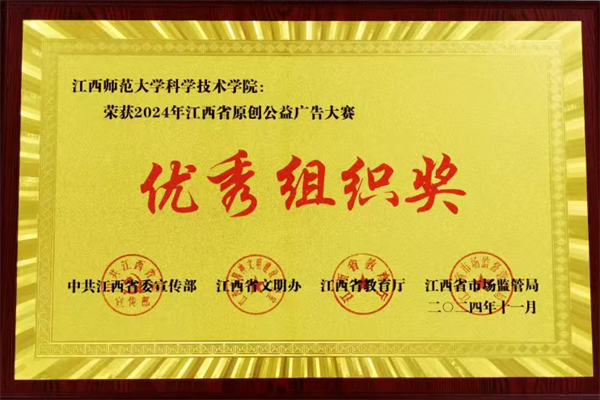 江西师范大学科学技术学院：
荣获2024年江西省原创公益广告大赛
优秀组织奖
中共江西省委宣传部 江西省文明办 江西省教育厅 江西省市场监管局
二〇二四年十一月